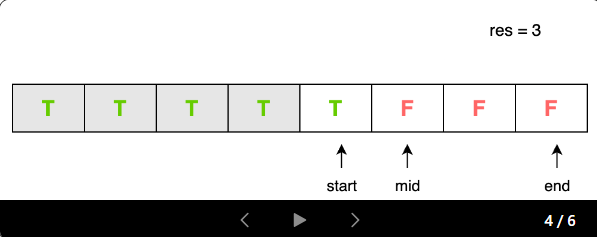 res = 3
T T T T T F F F
start mid end
4 / 6